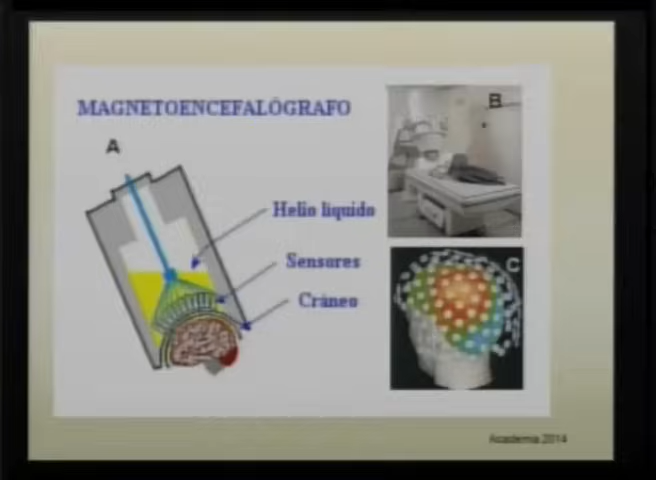 MAGNETOENCEFALÓGRAFO
A
B
Helio líquido
Sensores
Cráneo
C
Academia 2014